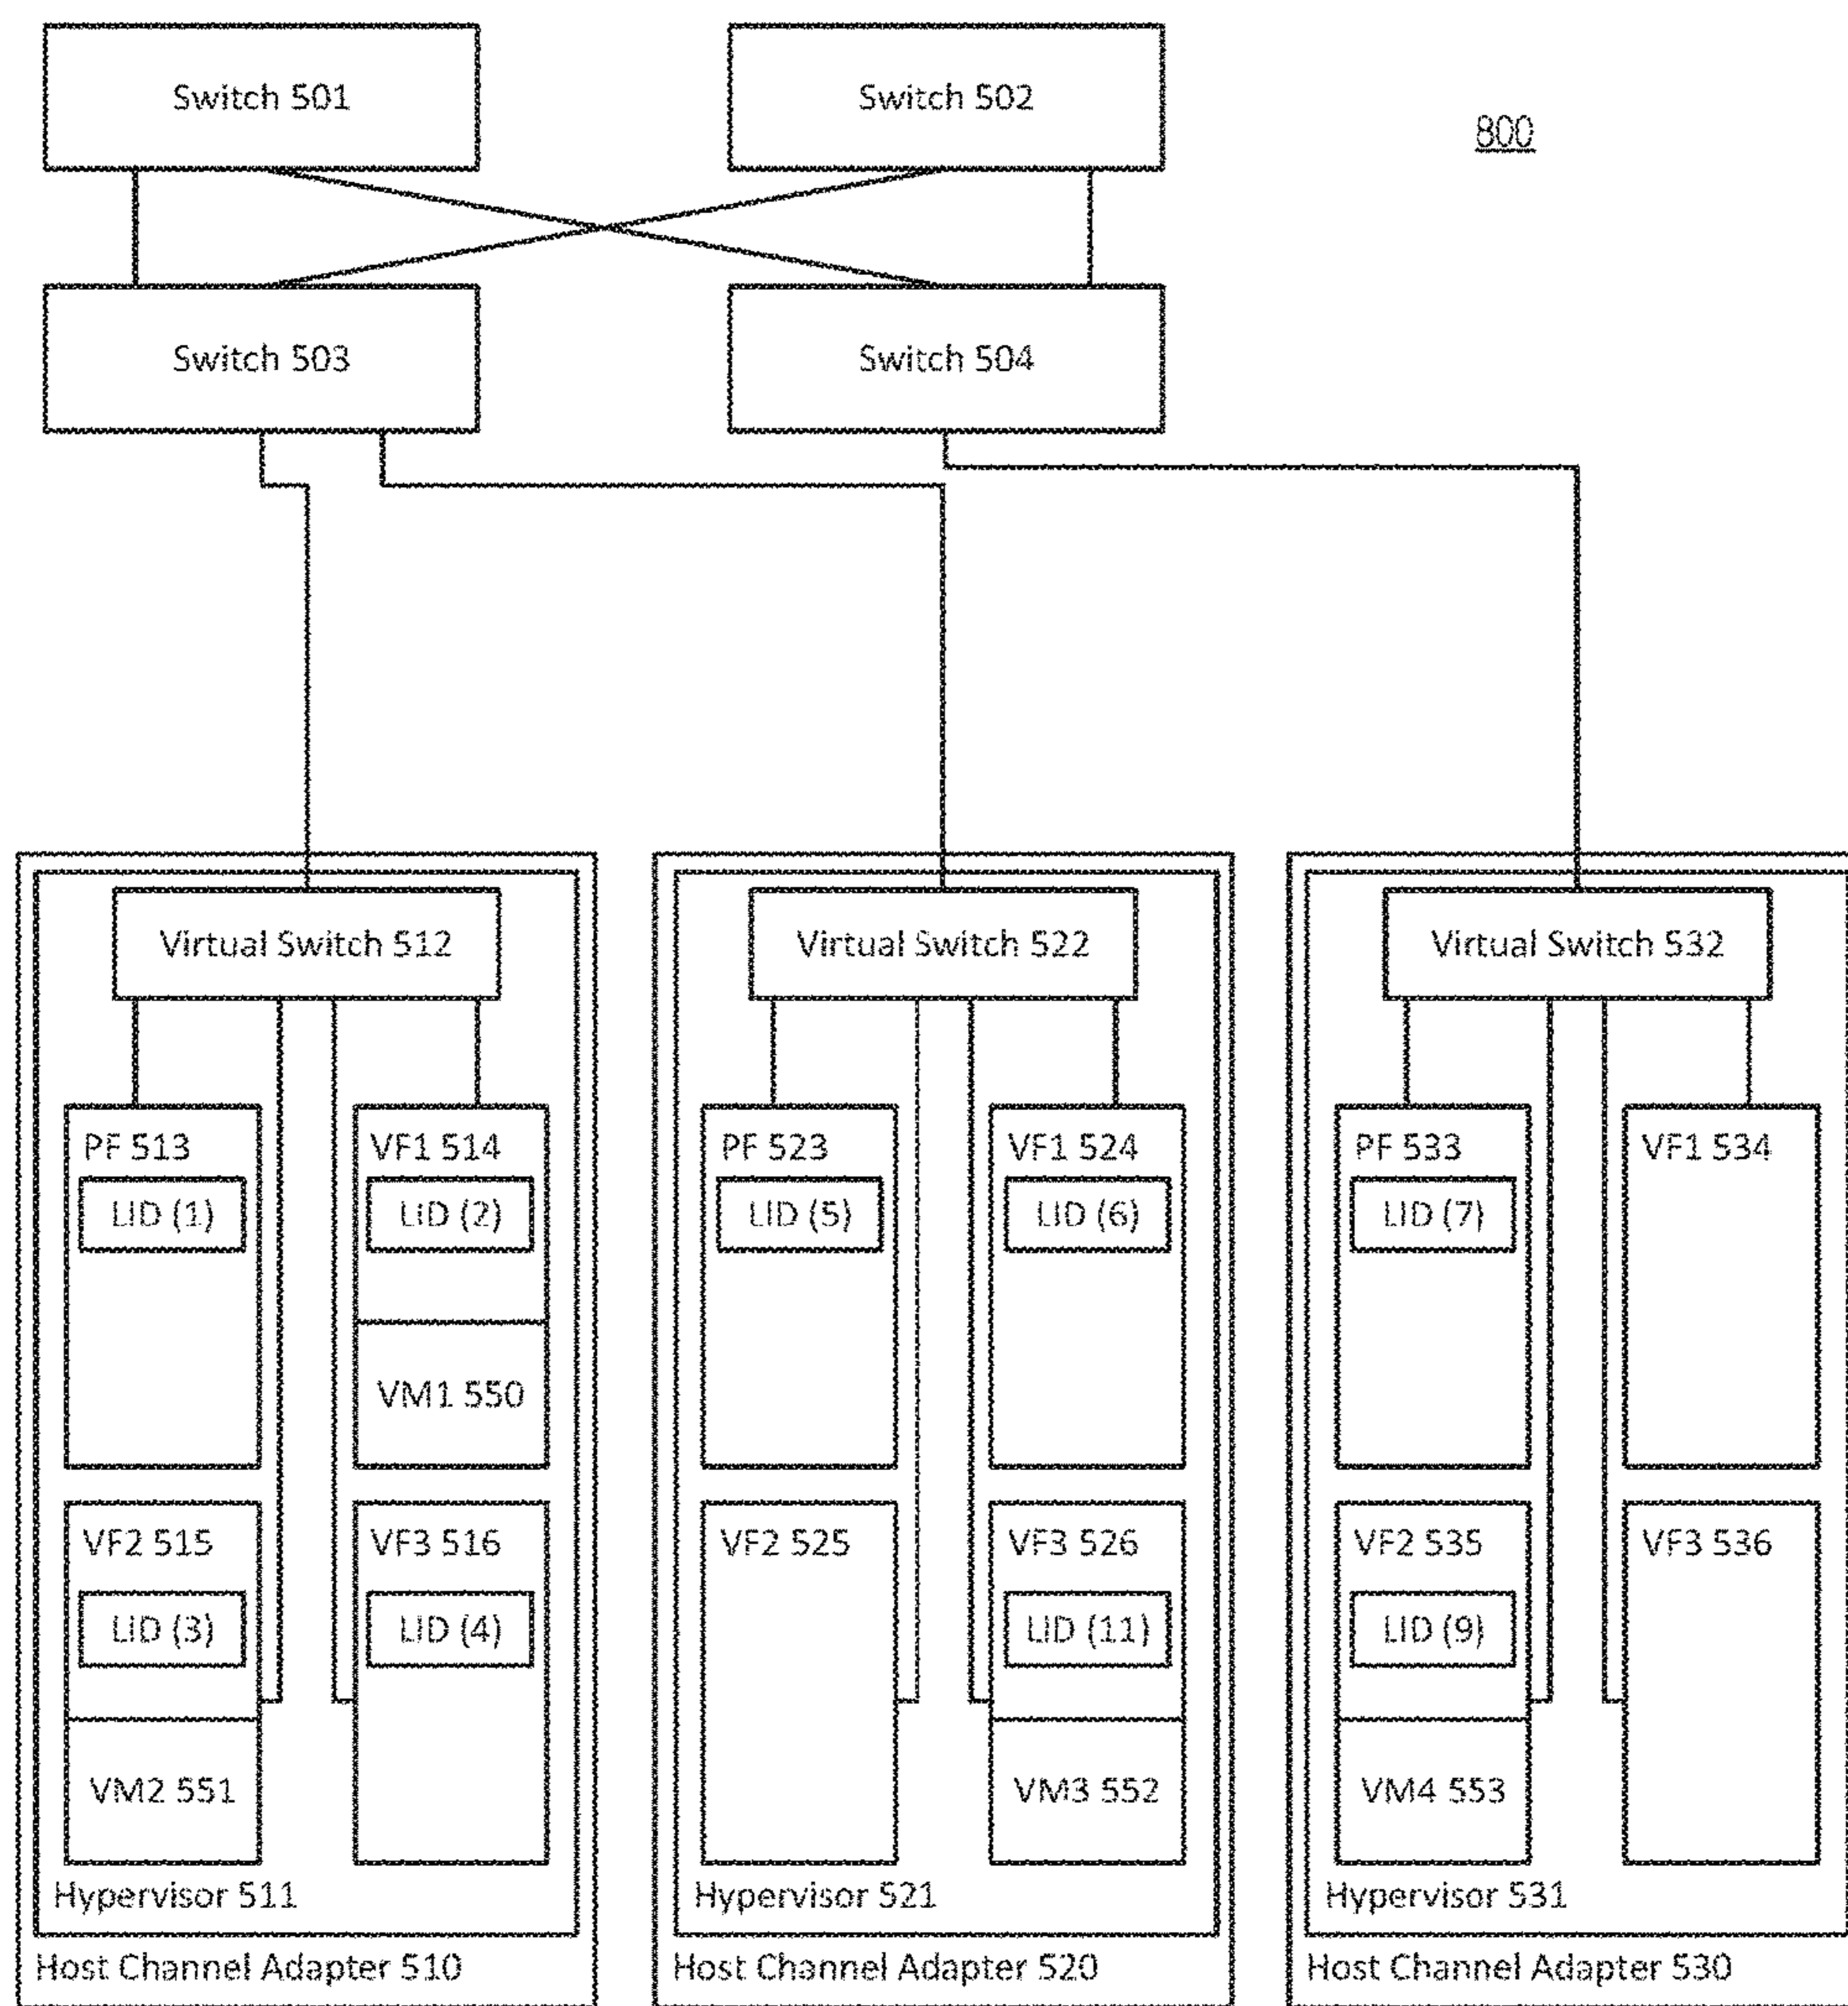 Switch 501
Switch 502
800
Switch 503
Switch 504
Virtual Switch 512
Virtual Switch 522
Virtual Switch 532
PF 513
LID (1)
VF1 514
LID (2)
VM1 550
PF 523
LID (5)
VF1 524
LID (6)
PF 533
LID (7)
VF1 534
VF2 515
LID (3)
VM2 551
VF3 516
LID (4)
VF2 525
VF3 526
LID (11)
VM3 552
VF2 535
LID (9)
VM4 553
VF3 536
Hypervisor 511
Hypervisor 521
Hypervisor 531
Host Channel Adapter 510
Host Channel Adapter 520
Host Channel Adapter 530